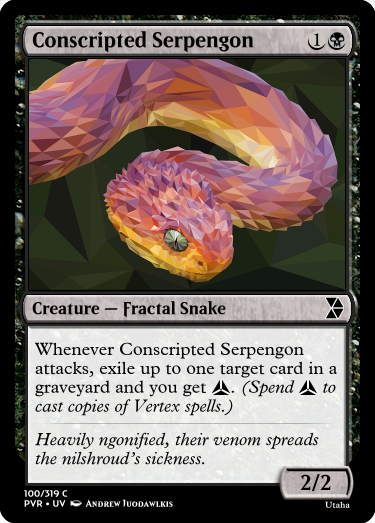 Conscripted Serpengon 1
Creature — Fractal Snake
Whenever Conscripted Serpengon
attacks, exile up to one target card in a
graveyard and you get . (Spend to
cast copies of Vertex spells.)
Heavily ngonified, their venom spreads
the nilshroud's sickness.
2/2
100/319 C
PVR • UV Andrew Juodawlkis
Utaha